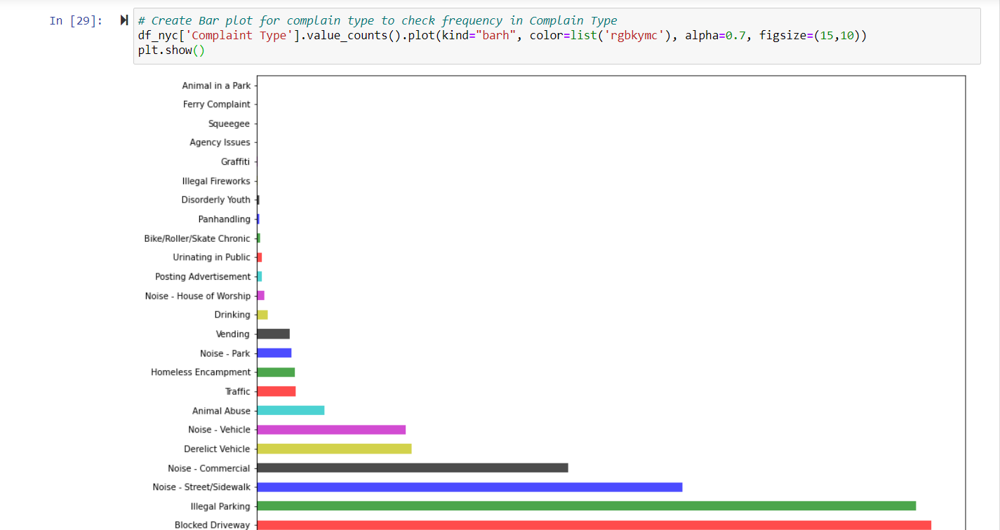 In [29]:
# Create Bar plot for complain type to check frequency in Complain Type
df_nyc['Complaint Type'].value_counts().plot(kind="barh", color=list('rgbkymc'), alpha=0.7, figsize=(15,10))
plt.show()
Animal in a Park
Ferry Complaint
Squeegee
Agency Issues
Graffiti
Illegal Fireworks
Disorderly Youth
Panhandling
Bike/Roller/Skate Chronic
Urinating in Public
Posting Advertisement
Noise - House of Worship
Drinking
Vending
Noise - Park
Homeless Encampment
Traffic
Animal Abuse
Noise - Vehicle
Derelict Vehicle
Noise - Commercial
Noise - Street/Sidewalk
Illegal Parking
Blocked Driveway